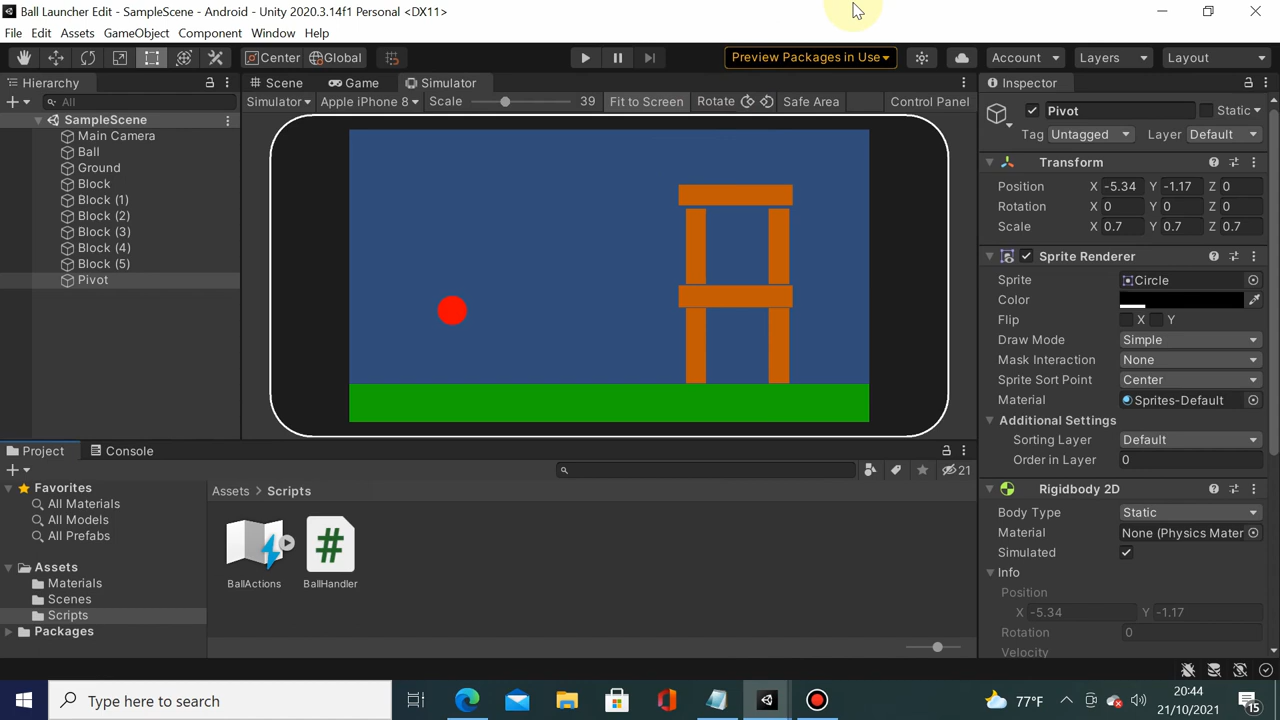 Ball Launcher Edit - SampleScene - Android - Unity 2020.3.14f1 Personal <DX11>
File Edit Assets GameObject Component Window Help
Center Global Preview Packages in Use Account Layers Layout
Hierarchy Scene Game Simulator Inspector
All Simulator Apple iPhone 8 Scale 39 Fit to Screen Rotate Safe Area Control Panel
SampleScene
Main Camera
Ball
Ground
Block
Block (1)
Block (2)
Block (3)
Block (4)
Block (5)
Pivot
Pivot Static
Tag Untagged Layer Default
Transform
Position X -5.34 Y -1.17 Z 0
Rotation X 0 Y 0 Z 0
Scale X 0.7 Y 0.7 Z 0.7
Sprite Renderer
Sprite Circle
Color
Flip X Y
Draw Mode Simple
Mask Interaction None
Sprite Sort Point Center
Material Sprites-Default
Additional Settings
Sorting Layer Default
Order in Layer 0
Rigidbody 2D
Body Type Static
Material None (Physics Mater
Simulated
Info
Position
X -5.34 Y -1.17
Rotation 0
Velocity
Project Console
21
Favorites
All Materials
All Models
All Prefabs
Assets
Materials
Scenes
Scripts
Packages
Assets > Scripts
BallActions BallHandler
Type here to search
77°F
20:44
21/10/2021
15